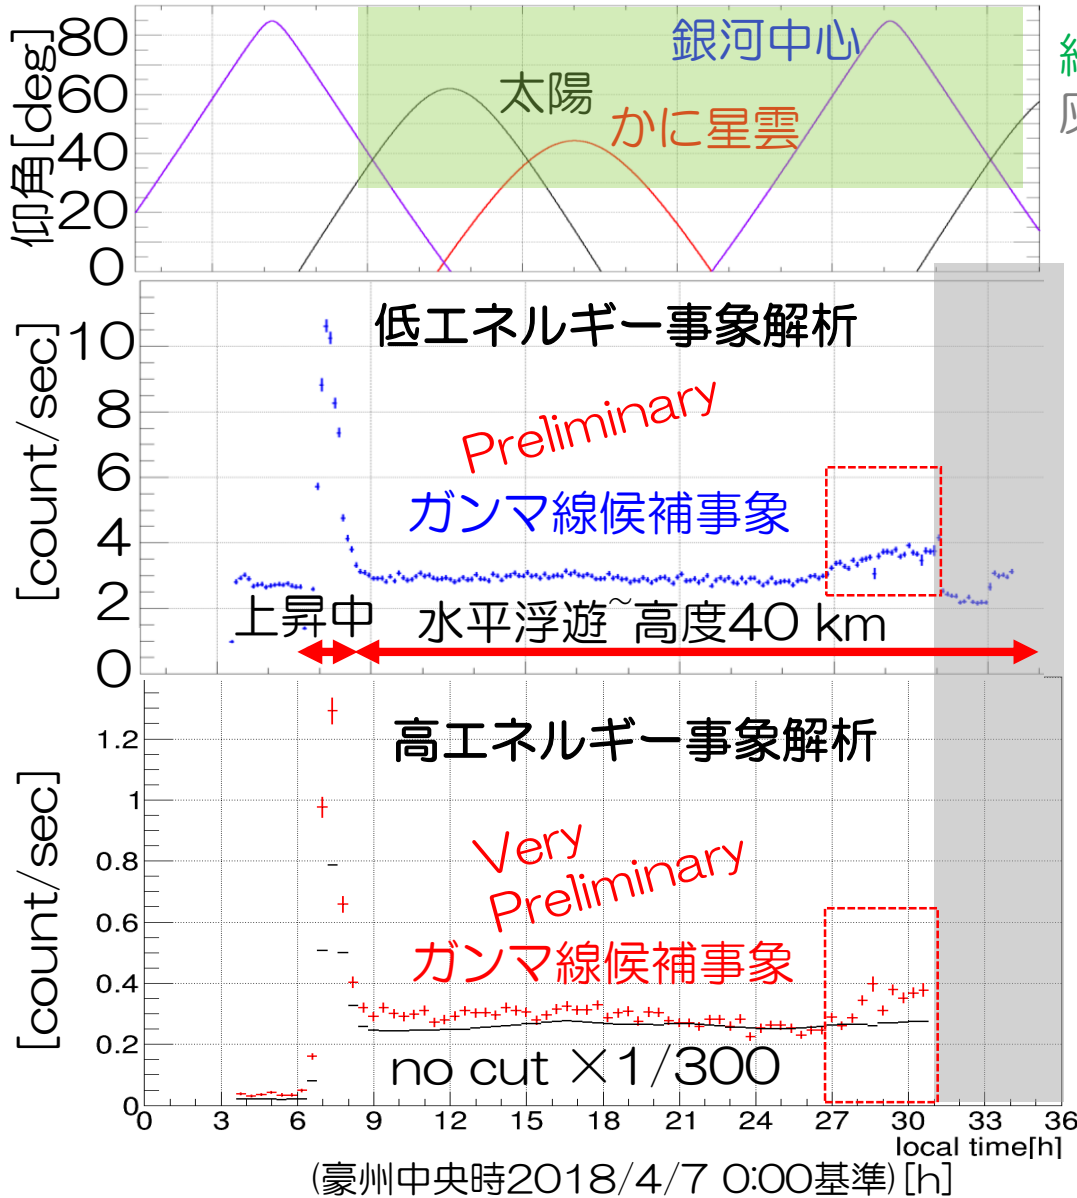 仰角[deg]
80
60
40
20
0
銀河中心
太陽
かに星雲
[count/sec]
10
8
6
4
2
0
低エネルギー事象解析
Preliminary
ガンマ線候補事象
上昇中
水平浮遊~高度40 km
[count/sec]
1.2
1
0.8
0.6
0.4
0.2
0
高エネルギー事象解析
Very
Preliminary
ガンマ線候補事象
no cut ×1/300
0 3 6 9 12 15 18 21 24 27 30 33 36
local time[h]
(豪州中央時2018/4/7 0:00基準)[h]